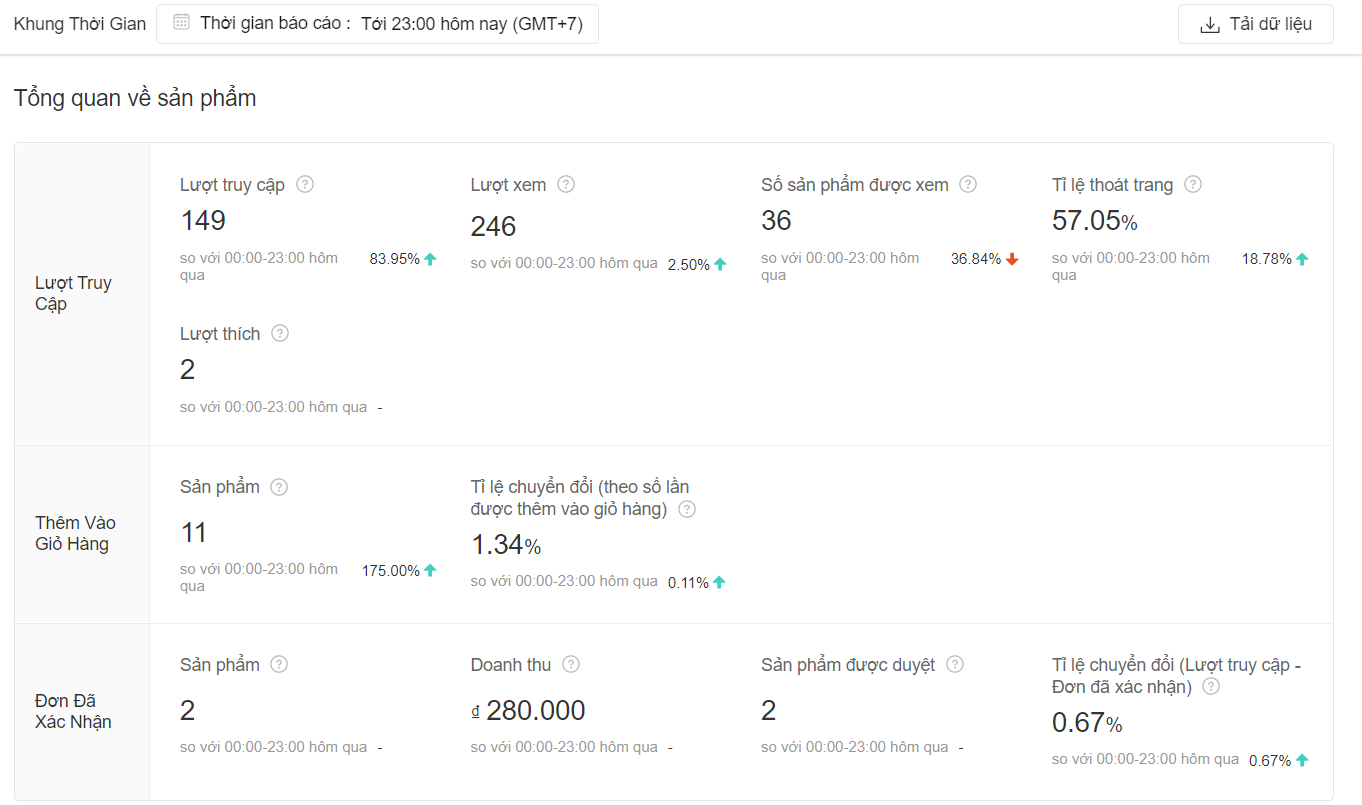 Khung Thời Gian
Thời gian báo cáo : Tới 23:00 hôm nay (GMT+7)
Tải dữ liệu
Tổng quan về sản phẩm
Lượt Truy
Cập
Lượt truy cập
149
so với 00:00-23:00 hôm
qua
83.95%
Lượt xem
246
so với 00:00-23:00 hôm qua 2.50%
Số sản phẩm được xem
36
so với 00:00-23:00 hôm
qua
36.84%
Tỉ lệ thoát trang
57.05%
so với 00:00-23:00 hôm
qua
18.78%
Lượt thích
2
so với 00:00-23:00 hôm qua -
Thêm Vào
Giỏ Hàng
Sản phẩm
11
so với 00:00-23:00 hôm
qua
175.00%
Tỉ lệ chuyển đổi (theo số lần
được thêm vào giỏ hàng)
1.34%
so với 00:00-23:00 hôm qua 0.11%
Đơn Đã
Xác Nhận
Sản phẩm
2
so với 00:00-23:00 hôm qua -
Doanh thu
₫ 280.000
so với 00:00-23:00 hôm qua -
Sản phẩm được duyệt
2
so với 00:00-23:00 hôm qua -
Tỉ lệ chuyển đổi (Lượt truy cập -
Đơn đã xác nhận)
0.67%
so với 00:00-23:00 hôm qua 0.67%